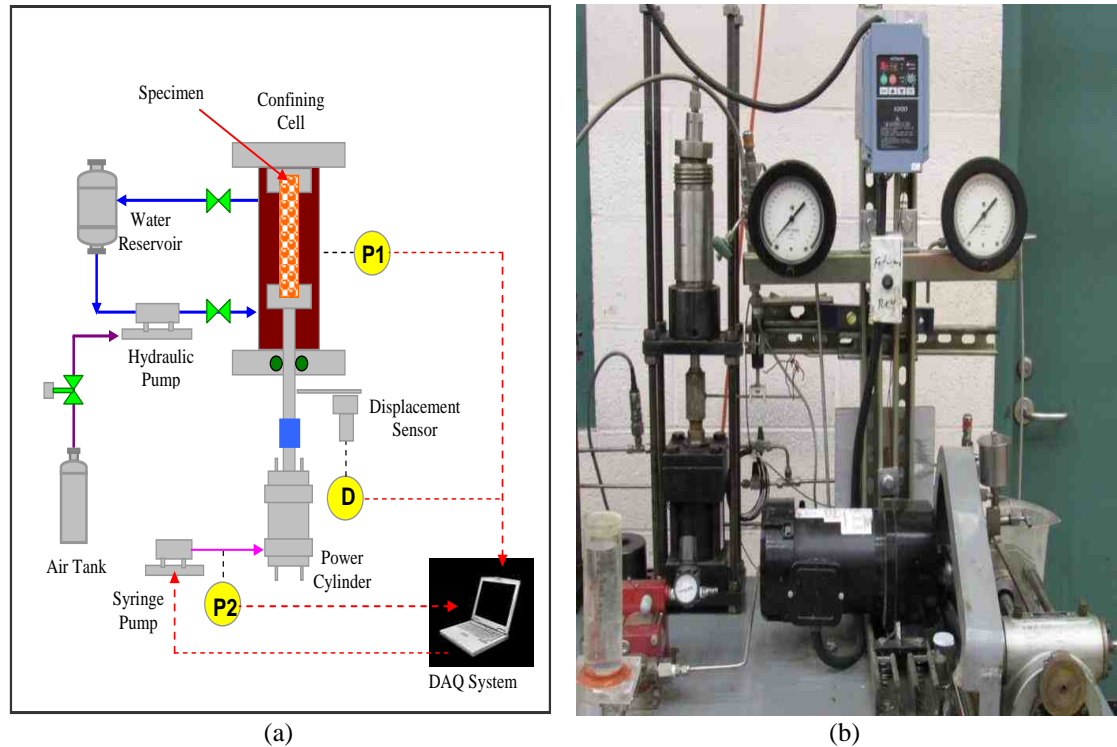 Specimen
Confining
Cell
Water
Reservoir
P1
Hydraulic
Pump
Displacement
Sensor
D
Air Tank
Power
Cylinder
Syringe
Pump
P2
DAQ System
(a)
(b)